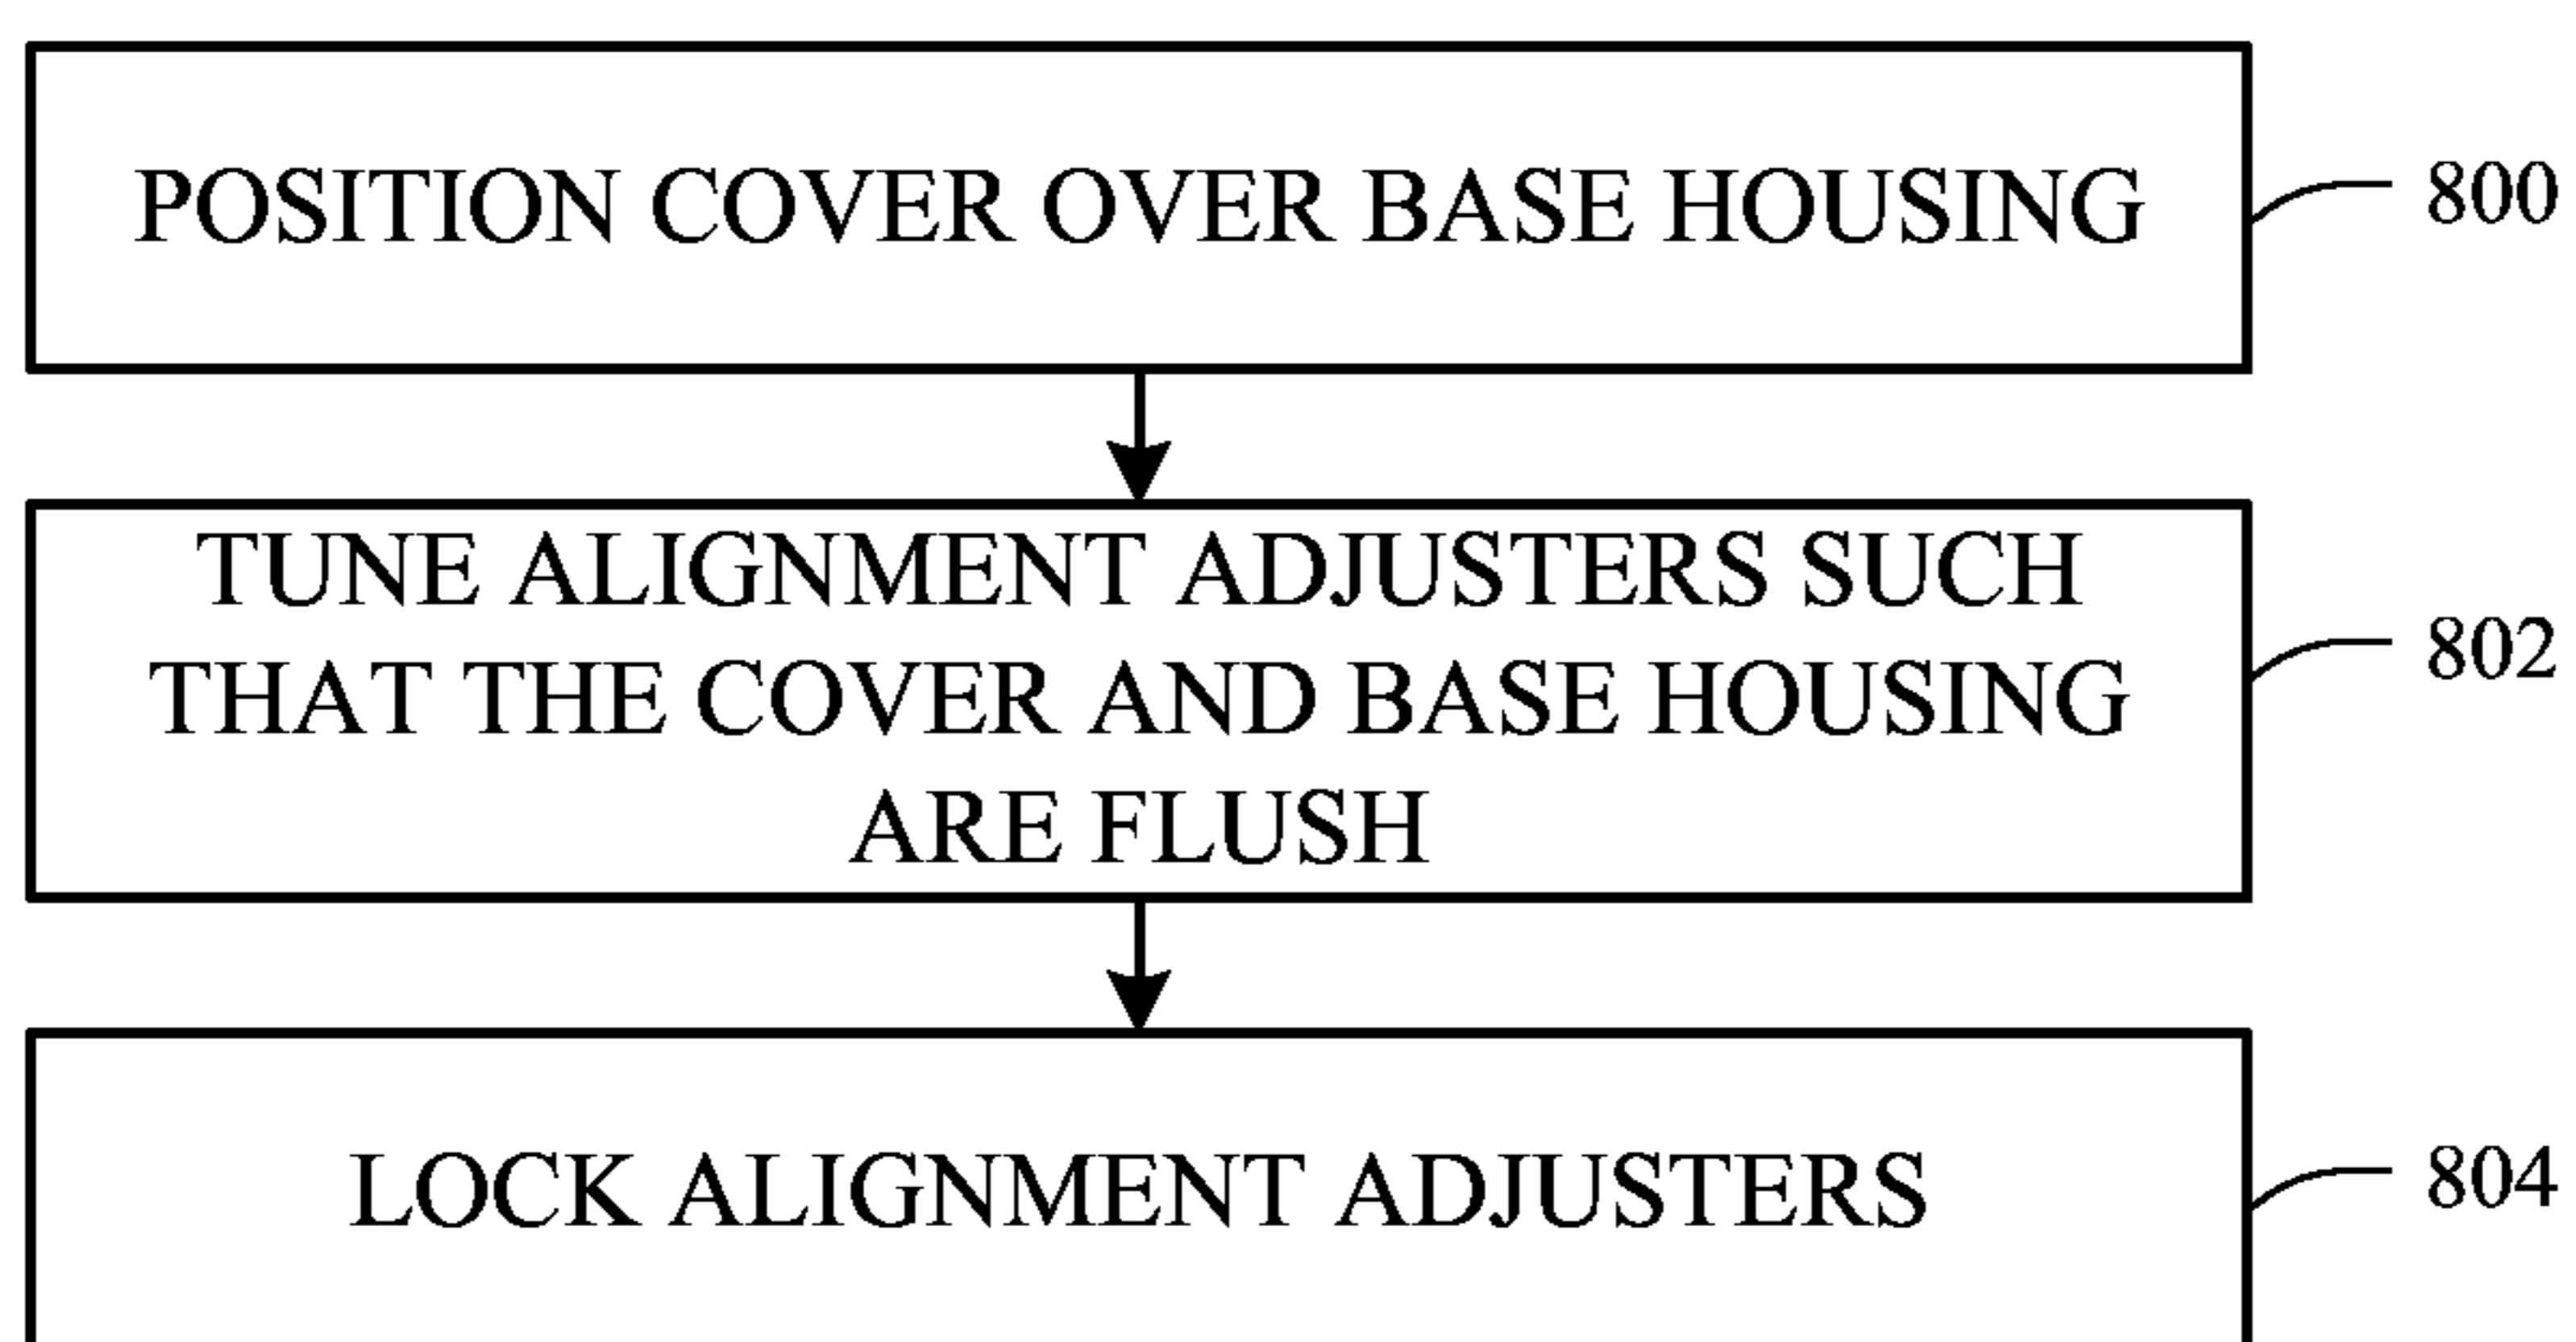 POSITION COVER OVER BASE HOUSING
800
TUNE ALIGNMENT ADJUSTERS SUCH
THAT THE COVER AND BASE HOUSING
ARE FLUSH
802
LOCK ALIGNMENT ADJUSTERS
804